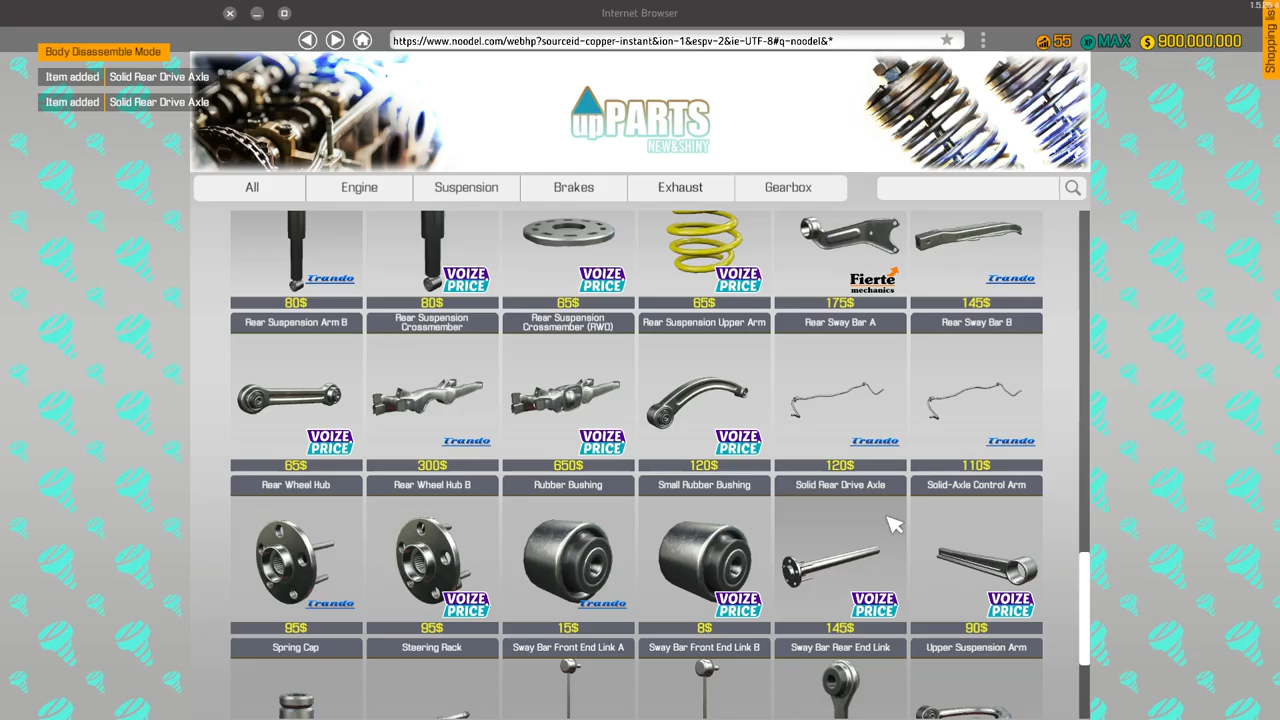 Internet Browser
1.5.25.4
Shopping list
https://www.noodel.com/webhp?sourceid-copper-instant&ion-1&espv-2&ie-UTF-8#q-noodel&*
55
XP MAX
$ 900,000,000
Body Disassemble Mode
Item added Solid Rear Drive Axle
Item added Solid Rear Drive Axle
upPARTS
NEW&SHINY
All Engine Suspension Brakes Exhaust Gearbox
Trando VOIZE PRICE VOIZE PRICE VOIZE PRICE Fierte mechanics Trando
80$ 80$ 65$ 65$ 175$ 145$
Rear Suspension Arm B
Rear Suspension Crossmember
Rear Suspension Crossmember (RWD)
Rear Suspension Upper Arm
Rear Sway Bar A
Rear Sway Bar B
VOIZE PRICE Trando VOIZE PRICE VOIZE PRICE Trando Trando
65$ 300$ 650$ 120$ 120$ 110$
Rear Wheel Hub
Rear Wheel Hub B
Rubber Bushing
Small Rubber Bushing
Solid Rear Drive Axle
Solid-Axle Control Arm
Trando VOIZE PRICE Trando VOIZE PRICE VOIZE PRICE VOIZE PRICE
95$ 95$ 15$ 8$ 145$ 90$
Spring Cap
Steering Rack
Sway Bar Front End Link A
Sway Bar Front End Link B
Sway Bar Rear End Link
Upper Suspension Arm